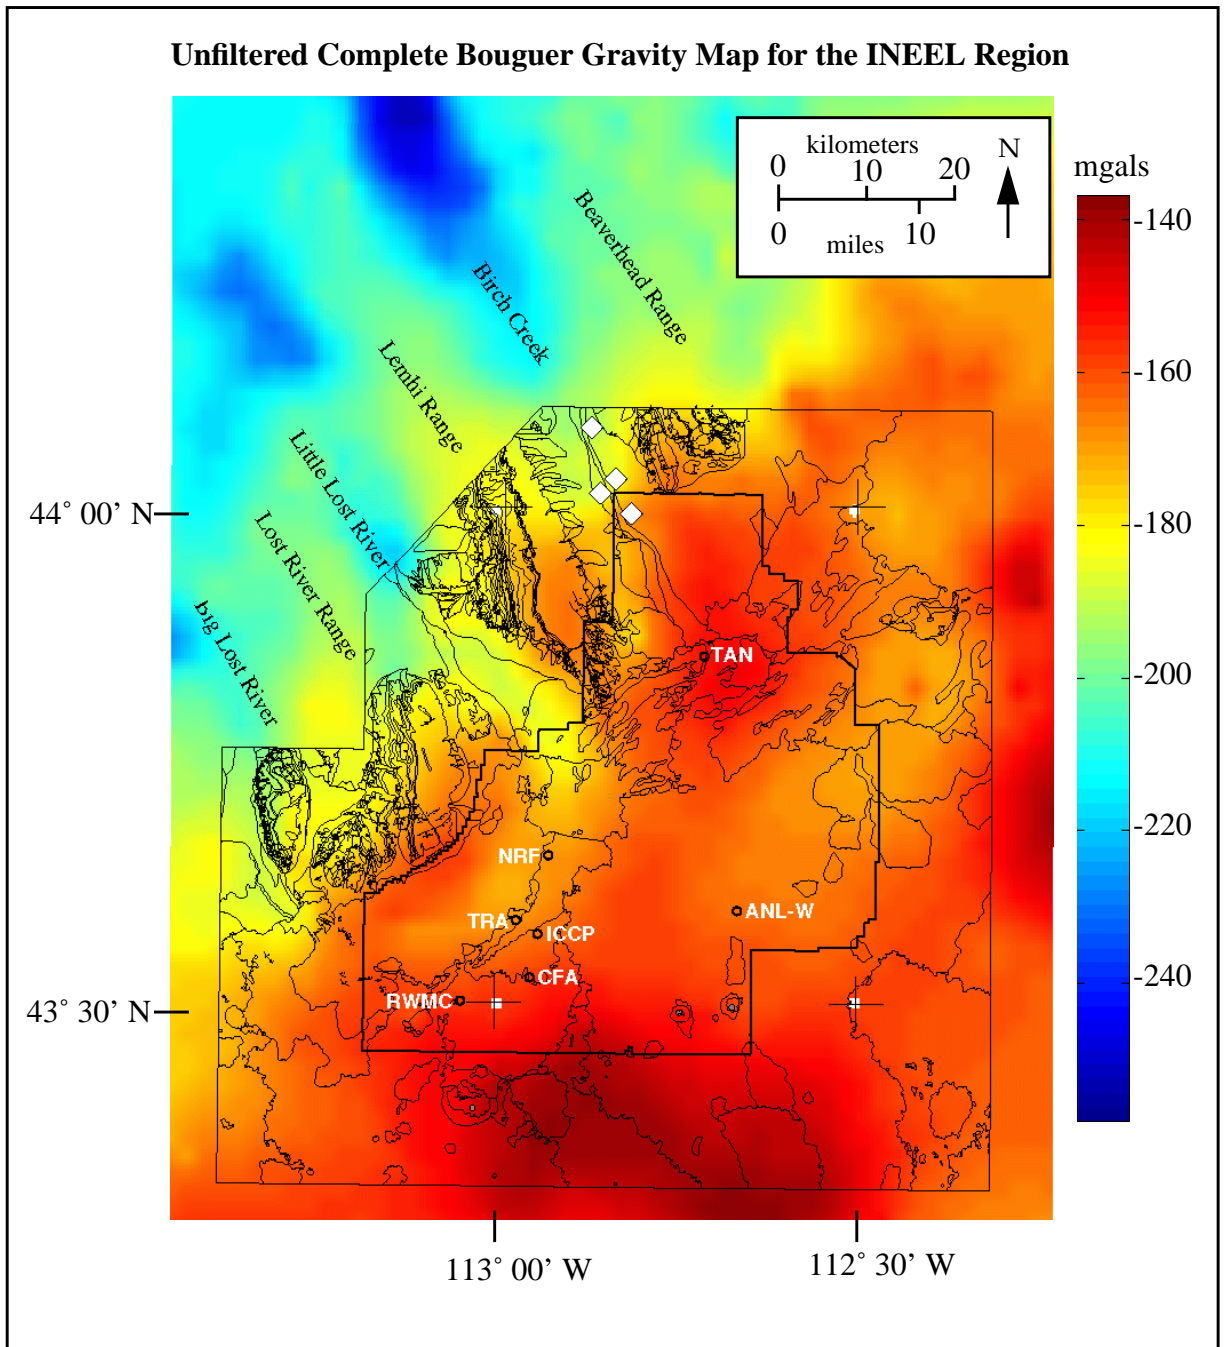 Unfiltered Complete Bouguer Gravity Map for the INEEL Region
kilometers
0 10 20
0 miles 10
N
mgals
-140
-160
-180
-200
-220
-240
Beaverhead Range
Birch Creek
Lemhi Range
Little Lost River
Lost River Range
Big Lost River
44° 00' N
43° 30' N
TAN
NRF
TRA
ICCP
ANL-W
CFA
RWMC
113° 00' W
112° 30' W